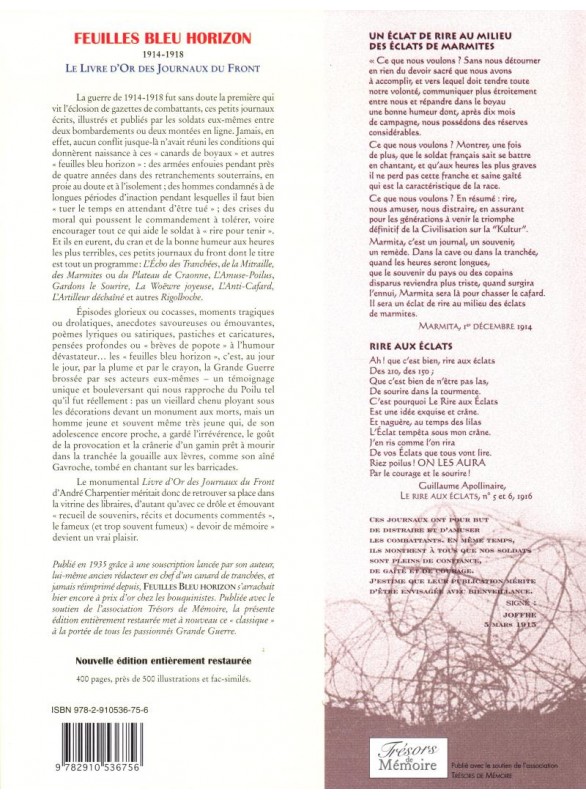 FEUILLES BLEU HORIZON
1914-1918
LE LIVRE D'OR DES JOURNAUX DU FRONT
La guerre de 1914-1918 fut sans doute la première qui
vit l'éclosion de gazettes de combattants, ces petits journaux
écrits, illustrés et publiés par les soldats eux-mêmes entre
deux bombardements ou deux montées en ligne. Jamais, en
effet, aucun conflit jusque-là n'avait réuni les conditions qui
donnèrent naissance à ces « canards de boyaux » et autres
« feuilles bleu horizon » : des armées enfouies pendant près
de quatre années dans des retranchements souterrains, en
proie au doute et à l'isolement ; des hommes condamnés à de
longues périodes d'inaction pendant lesquelles il faut bien
« tuer le temps en attendant d'être tué » ; des crises du
moral qui poussent le commandement à tolérer, voire
encourager tout ce qui aide le soldat à « rire pour tenir ».
Et ils en eurent, du cran et de la bonne humeur aux heures
les plus terribles, ces petits journaux du front dont le titre
est tout un programme : L'Écho des Tranchées, de la Mitraille,
des Marmites ou du Plateau de Craonne, L'Amuse-Poilus,
Gardons le Sourire, La Woëwre joyeuse, L'Anti-Cafard,
L'Artilleur déchaîné et autres Rigolboche.
Épisodes glorieux ou cocasses, moments tragiques
ou drolatiques, anecdotes savoureuses ou émouvantes,
poèmes lyriques ou satiriques, pastiches et caricatures,
pensées profondes ou « brèves de popote » à l'humour
dévastateur… les « feuilles bleu horizon », c'est, au jour
le jour, par la plume et par le crayon, la Grande Guerre
brossée par ses acteurs eux-mêmes – un témoignage
unique et bouleversant qui nous rapproche du Poilu tel
qu'il fut réellement : pas un vieillard chenu ployant sous
les décorations devant un monument aux morts, mais un
homme jeune et souvent même très jeune qui, de son
adolescence encore proche, a gardé l'irrévérence, le goût
de la provocation et la crânerie d'un gamin prêt à mourir
dans la tranchée la gouaille aux lèvres, comme son aîné
Gavroche, tombé en chantant sur les barricades.
Le monumental Livre d'Or des Journaux du Front
d'André Charpentier méritait donc de retrouver sa place dans
la vitrine des libraires, d'autant qu'avec ce drôle et émouvant
« recueil de souvenirs, récits et documents commentés »,
le fameux (et trop souvent fumeux) « devoir de mémoire »
devient un vrai plaisir.
Publié en 1935 grâce à une souscription lancée par son auteur,
lui-même ancien rédacteur en chef d'un canard de tranchées, et
jamais réimprimé depuis, FEUILLES BLEU HORIZON s'arrachait
hier encore à prix d'or chez les bouquinistes. Publiée avec le
soutien de l'association Trésors de Mémoire, la présente
édition entièrement restaurée met à nouveau ce « classique »
à la portée de tous les passionnés Grande Guerre.
Nouvelle édition entièrement restaurée
400 pages, près de 500 illustrations et fac-similés.
ISBN 978-2-910536-75-6
9 782910 536756
UN ÉCLAT DE RIRE AU MILIEU
DES ÉCLATS DE MARMITES
« Ce que nous voulons ? Sans nous détourner
en rien du devoir sacré que nous avons
à accomplir, et vers lequel doit tendre toute
notre volonté, communiquer plus étroitement
entre nous et répandre dans le boyau
une bonne humeur dont, après dix mois
de campagne, nous possédons des réserves
considérables.
Ce que nous voulons ? Montrer, une fois
de plus, que le soldat français sait se battre
en chantant, et qu'aux heures les plus graves
il ne perd pas cette franche et saine gaîté
qui est la caractéristique de la race.
Ce que nous voulons ? En résumé : rire,
nous amuser, nous distraire, en assurant
pour les générations à venir le triomphe
définitif de la Civilisation sur la "Kultur".
Marmita, c'est un journal, un souvenir,
un remède. Dans la cave ou dans la tranchée,
quand les heures seront longues,
que le souvenir du pays ou des copains
disparus reviendra plus triste, quand surgira
l'ennui, Marmita sera là pour chasser le cafard.
Il sera un éclat de rire au milieu des éclats
de marmites.
MARMITA, 1er DÉCEMBRE 1914
RIRE AUX ÉCLATS
Ah ! que c'est bien, rire aux éclats
Des 210, des 150 ;
Que c'est bien de n'être pas las,
De sourire dans la tourmente.
C'est pourquoi Le Rire aux Éclats
Est une idée exquise et crâne.
Et naguère, au temps des lilas
L'Éclat tempêta sous mon crâne.
J'en ris comme l'on rira
De vos Éclats que tous vont lire.
Riez poilus ! ON LES AURA
Par le courage et le sourire !
Guillaume Apollinaire,
LE RIRE AUX ÉCLATS, n° 5 et 6, 1916
CES JOURNAUX ONT POUR BUT
DE DISTRAIRE ET D'AMUSER
LES COMBATTANTS. EN MÊME TEMPS,
ILS MONTRENT À TOUS QUE NOS SOLDATS
SONT PLEINS DE CONFIANCE,
DE GAÎTÉ ET DE COURAGE.
J'ESTIME QUE LEUR PUBLICATION MÉRITE
D'ÊTRE ENVISAGÉE AVEC BIENVEILLANCE.
SIGNÉ :
JOFFRE
5 MARS 1915
Trésors
de
Mémoire
Publié avec le soutien de l'association
TRÉSORS DE MÉMOIRE